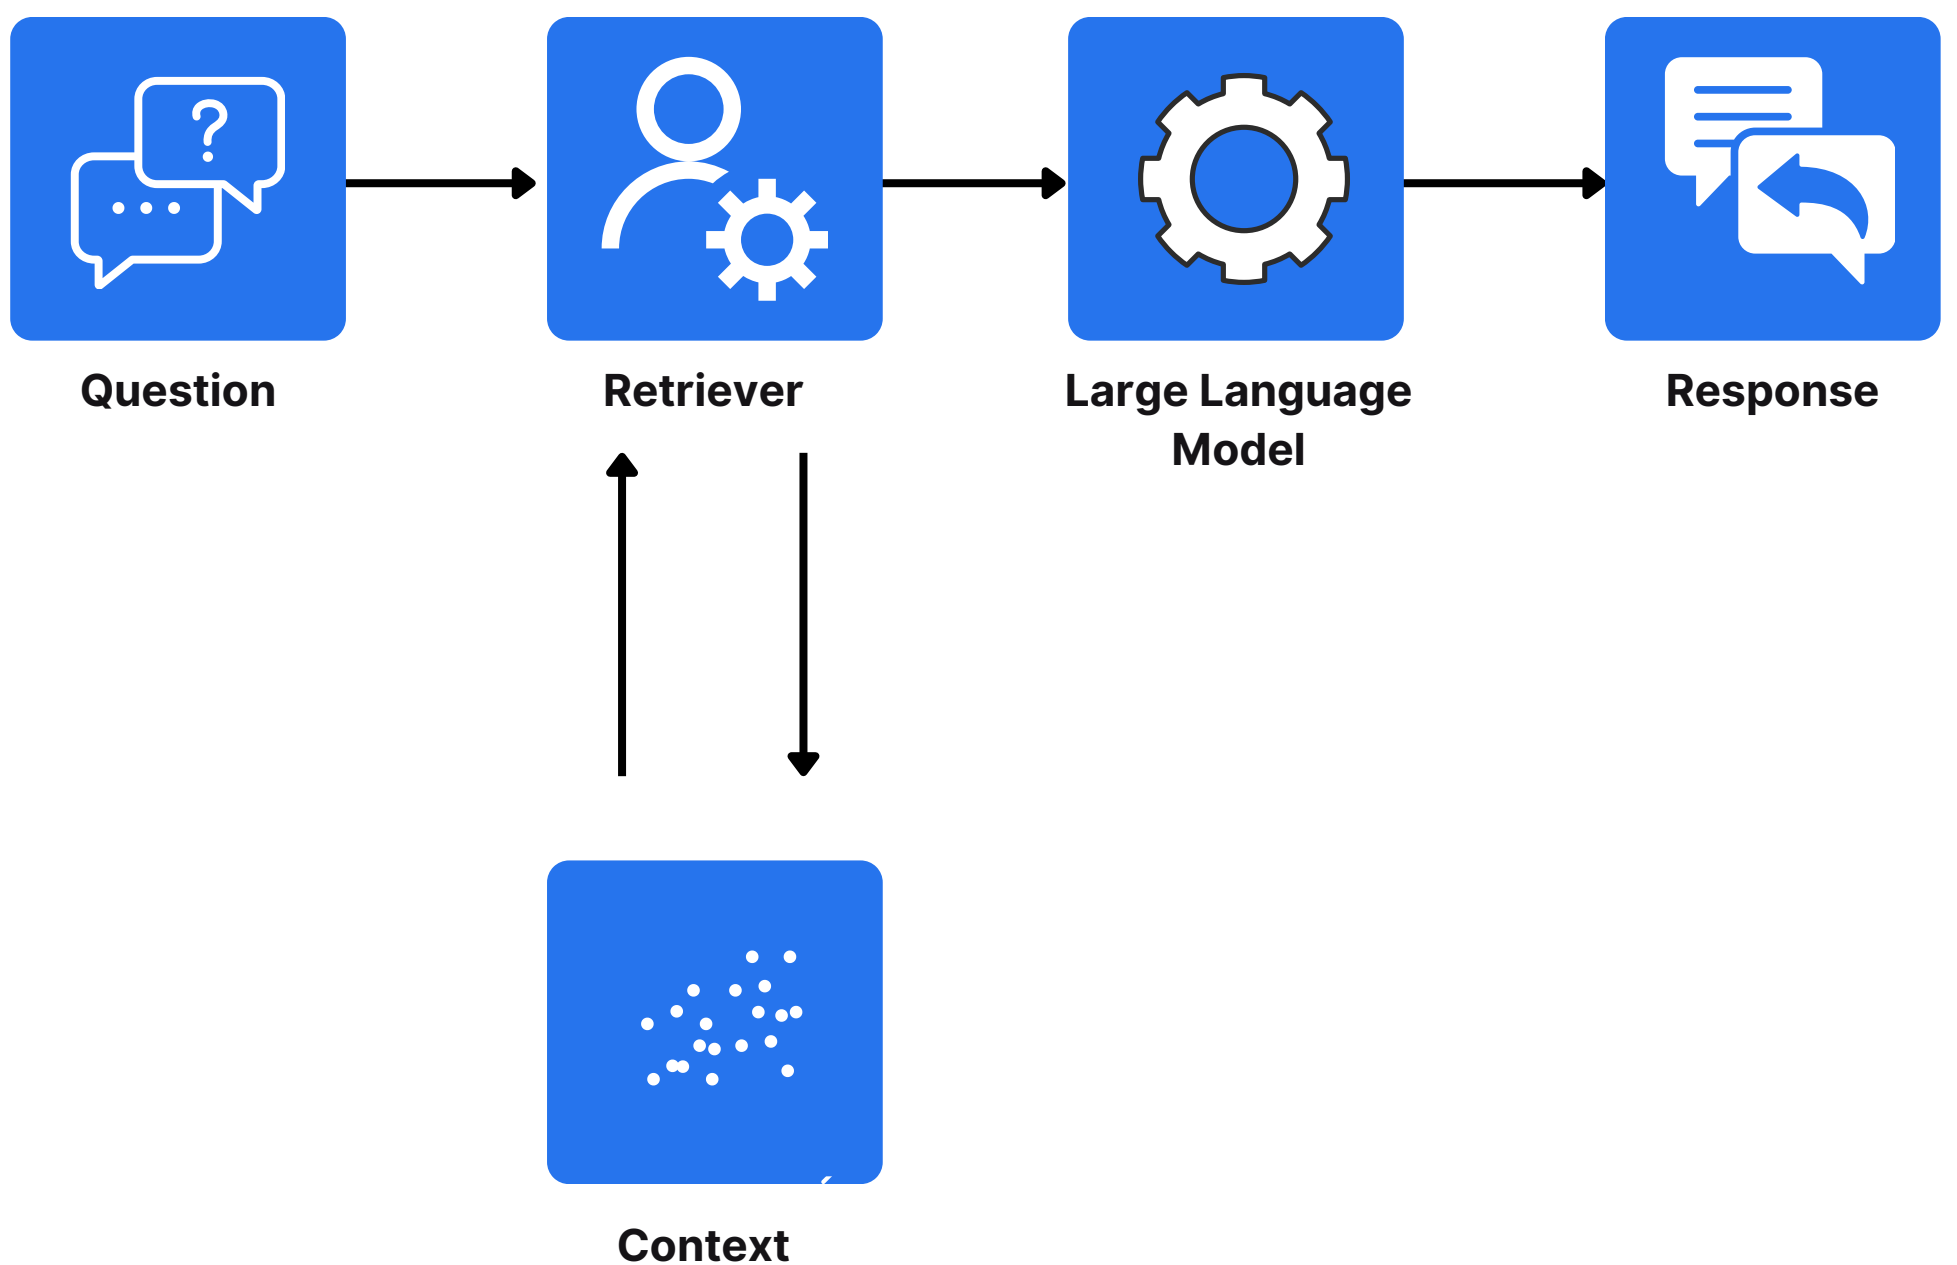 ?
Question
Retriever
Large Language
Model
Response
Context